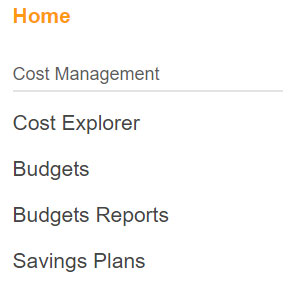 Home
Cost Management
Cost Explorer
Budgets
Budgets Reports
Savings Plans